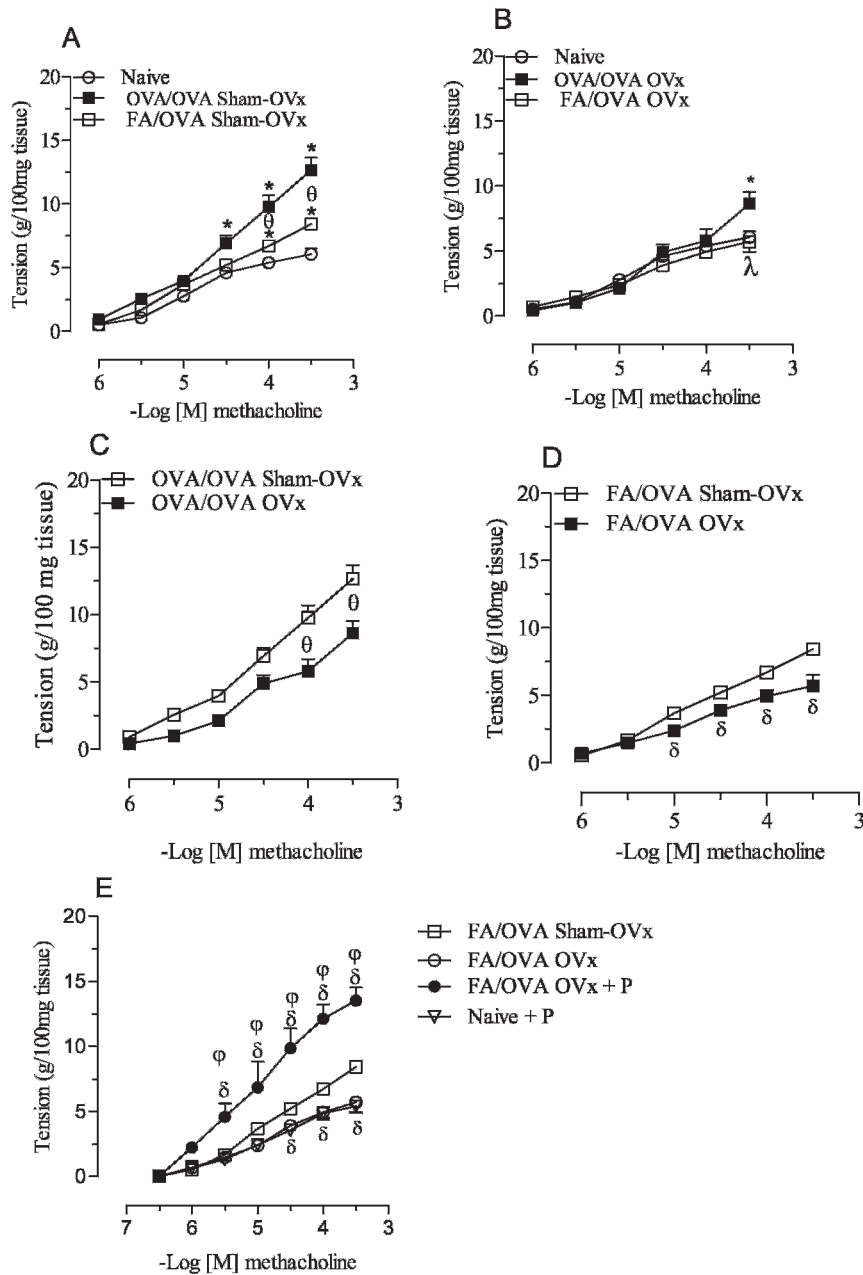 A
Naive
OVA/OVA Sham-OVx
FA/OVA Sham-OVx
Tension (g/100mg tissue)
20
15
10
5
0
*
*
θ
*
*
θ
*
6
5
4
3
-Log [M] methacholine
B
Naive
OVA/OVA OVx
FA/OVA OVx
Tension (g/100mg tissue)
20
15
10
5
0
*
λ
6
5
4
3
-Log [M] methacholine
C
OVA/OVA Sham-OVx
OVA/OVA OVx
Tension (g/100 mg tissue)
20
15
10
5
0
θ
θ
6
5
4
3
-Log [M] methacholine
D
FA/OVA Sham-OVx
FA/OVA OVx
Tension (g/100mg tissue)
20
15
10
5
0
δ δ δ δ
6
5
4
3
-Log [M] methacholine
E
FA/OVA Sham-OVx
FA/OVA OVx
FA/OVA OVx + P
Naive + P
Tension (g/100mg tissue)
20
15
10
5
0
φ φ φ φ φ
δ δ δ δ δ
δ δ δ
7
6
5
4
3
-Log [M] methacholine